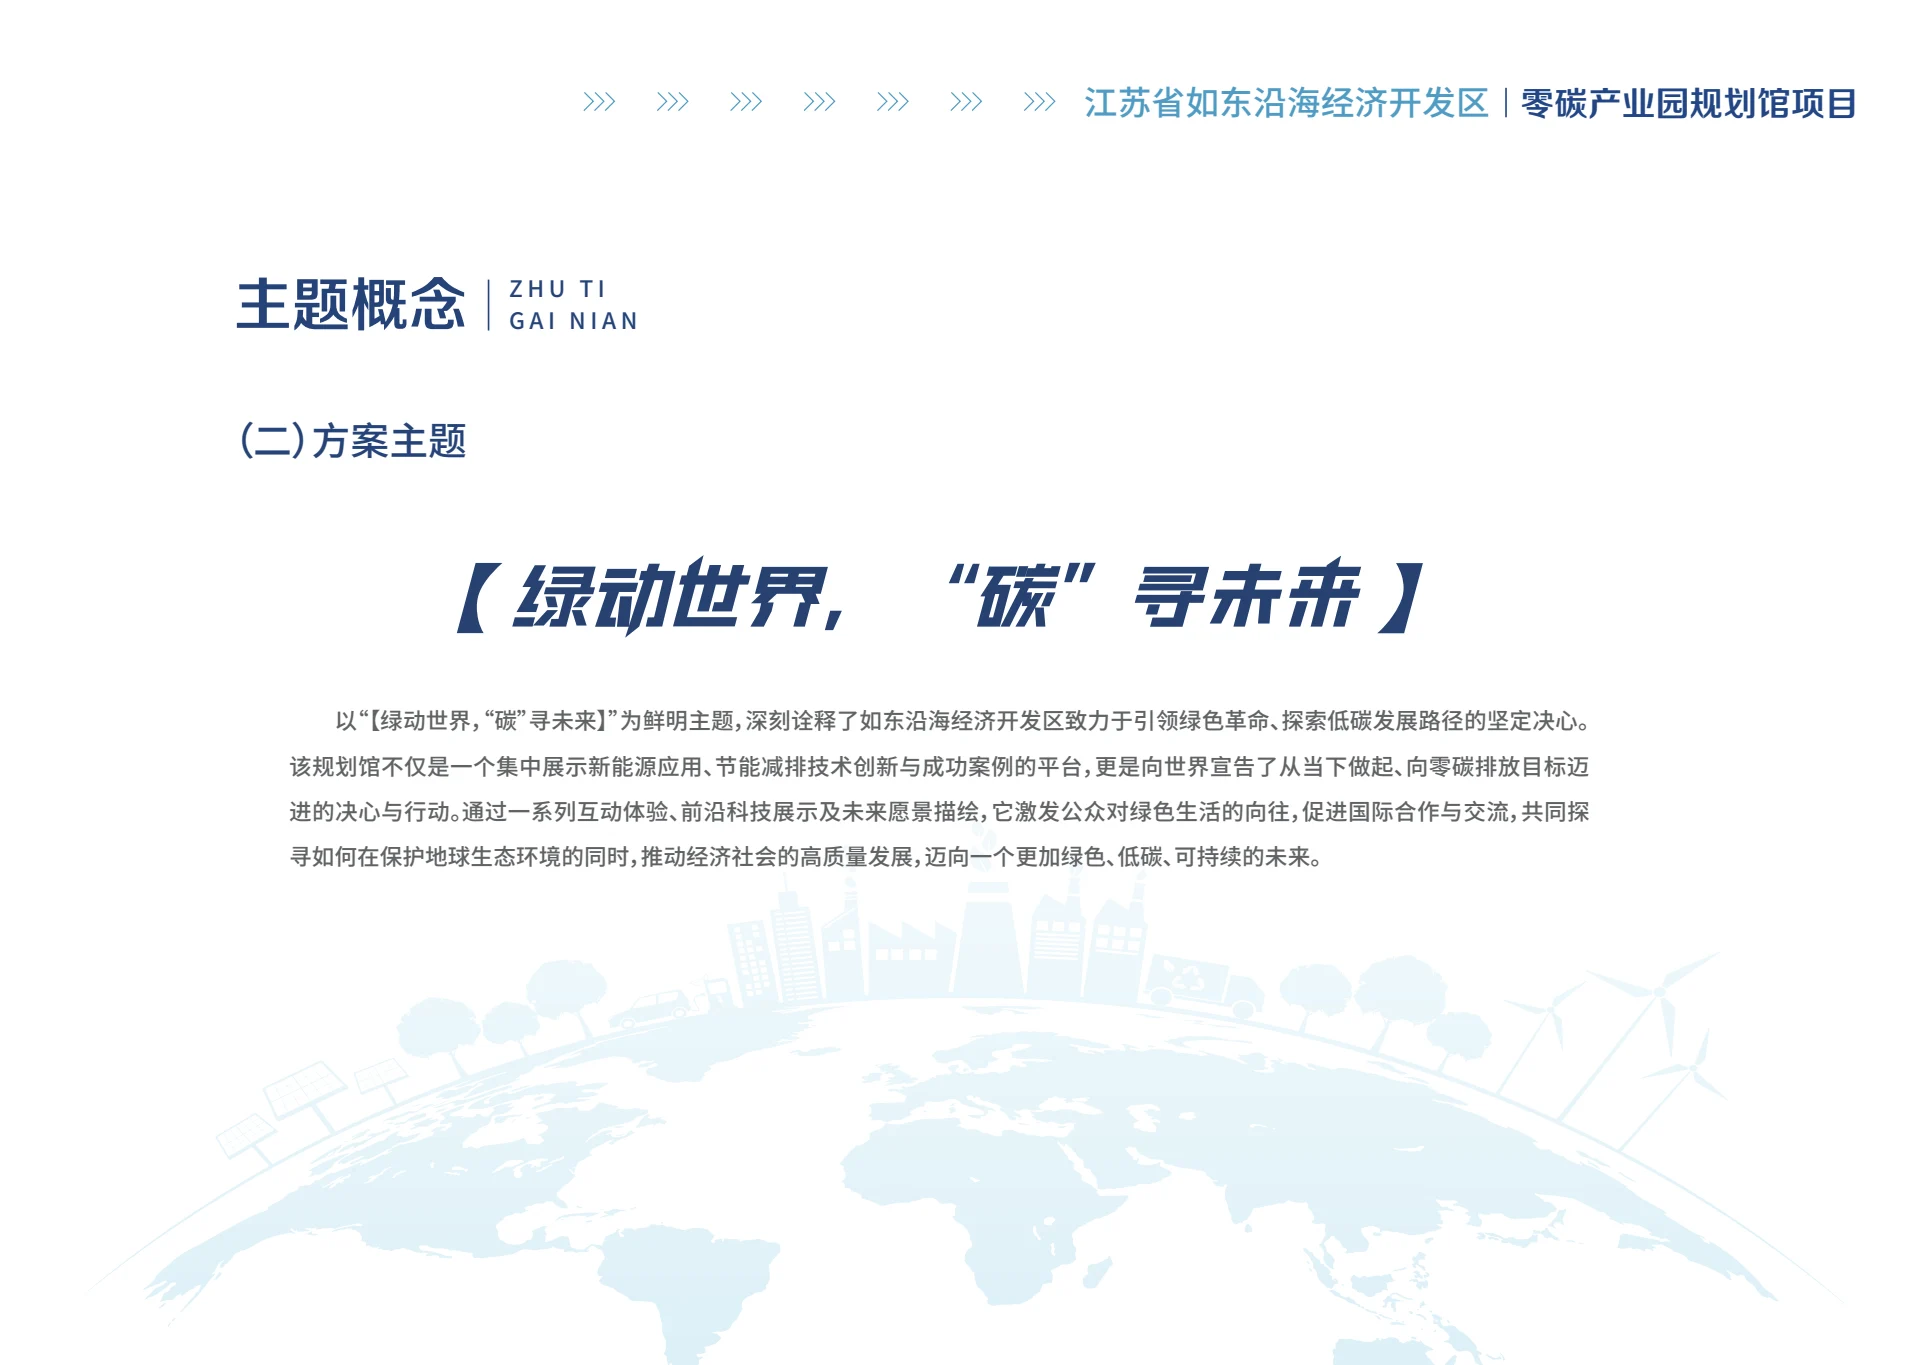 江苏省如东沿海经济开发区|零碳产业园规划馆项目
主题概念
ZHU TI
GAI NIAN
（二）方案主题
【绿动世界，“碳”寻未来】
以“【绿动世界，“碳”寻未来】”为鲜明主题，深刻诠释了如东沿海经济开发区致力于引领绿色革命、探索低碳发展路径的坚定决心。
该规划馆不仅是一个集中展示新能源应用、节能减排技术创新与成功案例的平台，更是向世界宣告了从当下做起、向零碳排放目标迈
进的决心与行动。通过一系列互动体验、前沿科技展示及未来愿景描绘，它激发公众对绿色生活的向往，促进国际合作与交流，共同探
寻如何在保护地球生态环境的同时，推动经济社会的高质量发展，迈向一个更加绿色、低碳、可持续的未来。